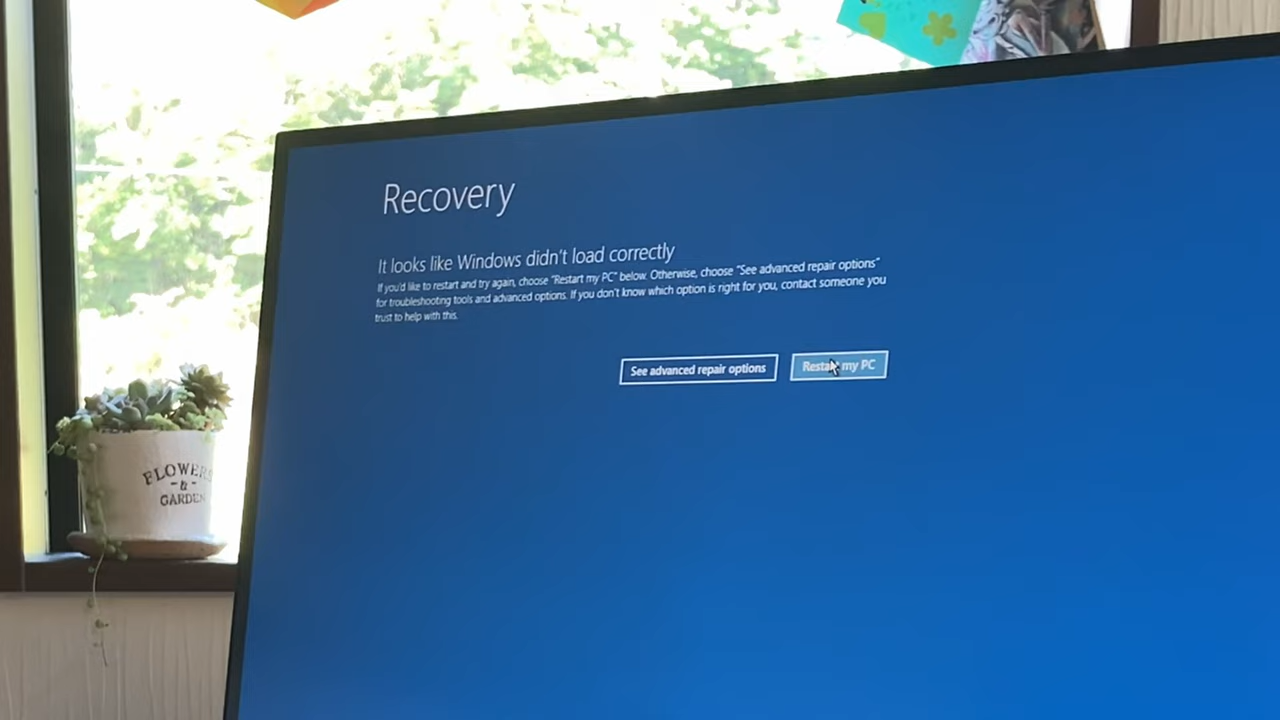 Recovery
It looks like Windows didn't load correctly
If you'd like to restart and try again, choose "Restart my PC" below. Otherwise, choose "See advanced repair options"
for troubleshooting tools and advanced options. If you don't know which option is right for you, contact someone you
trust to help with this.
See advanced repair options
Restart my PC
FLOWERS
-&-
GARDEN